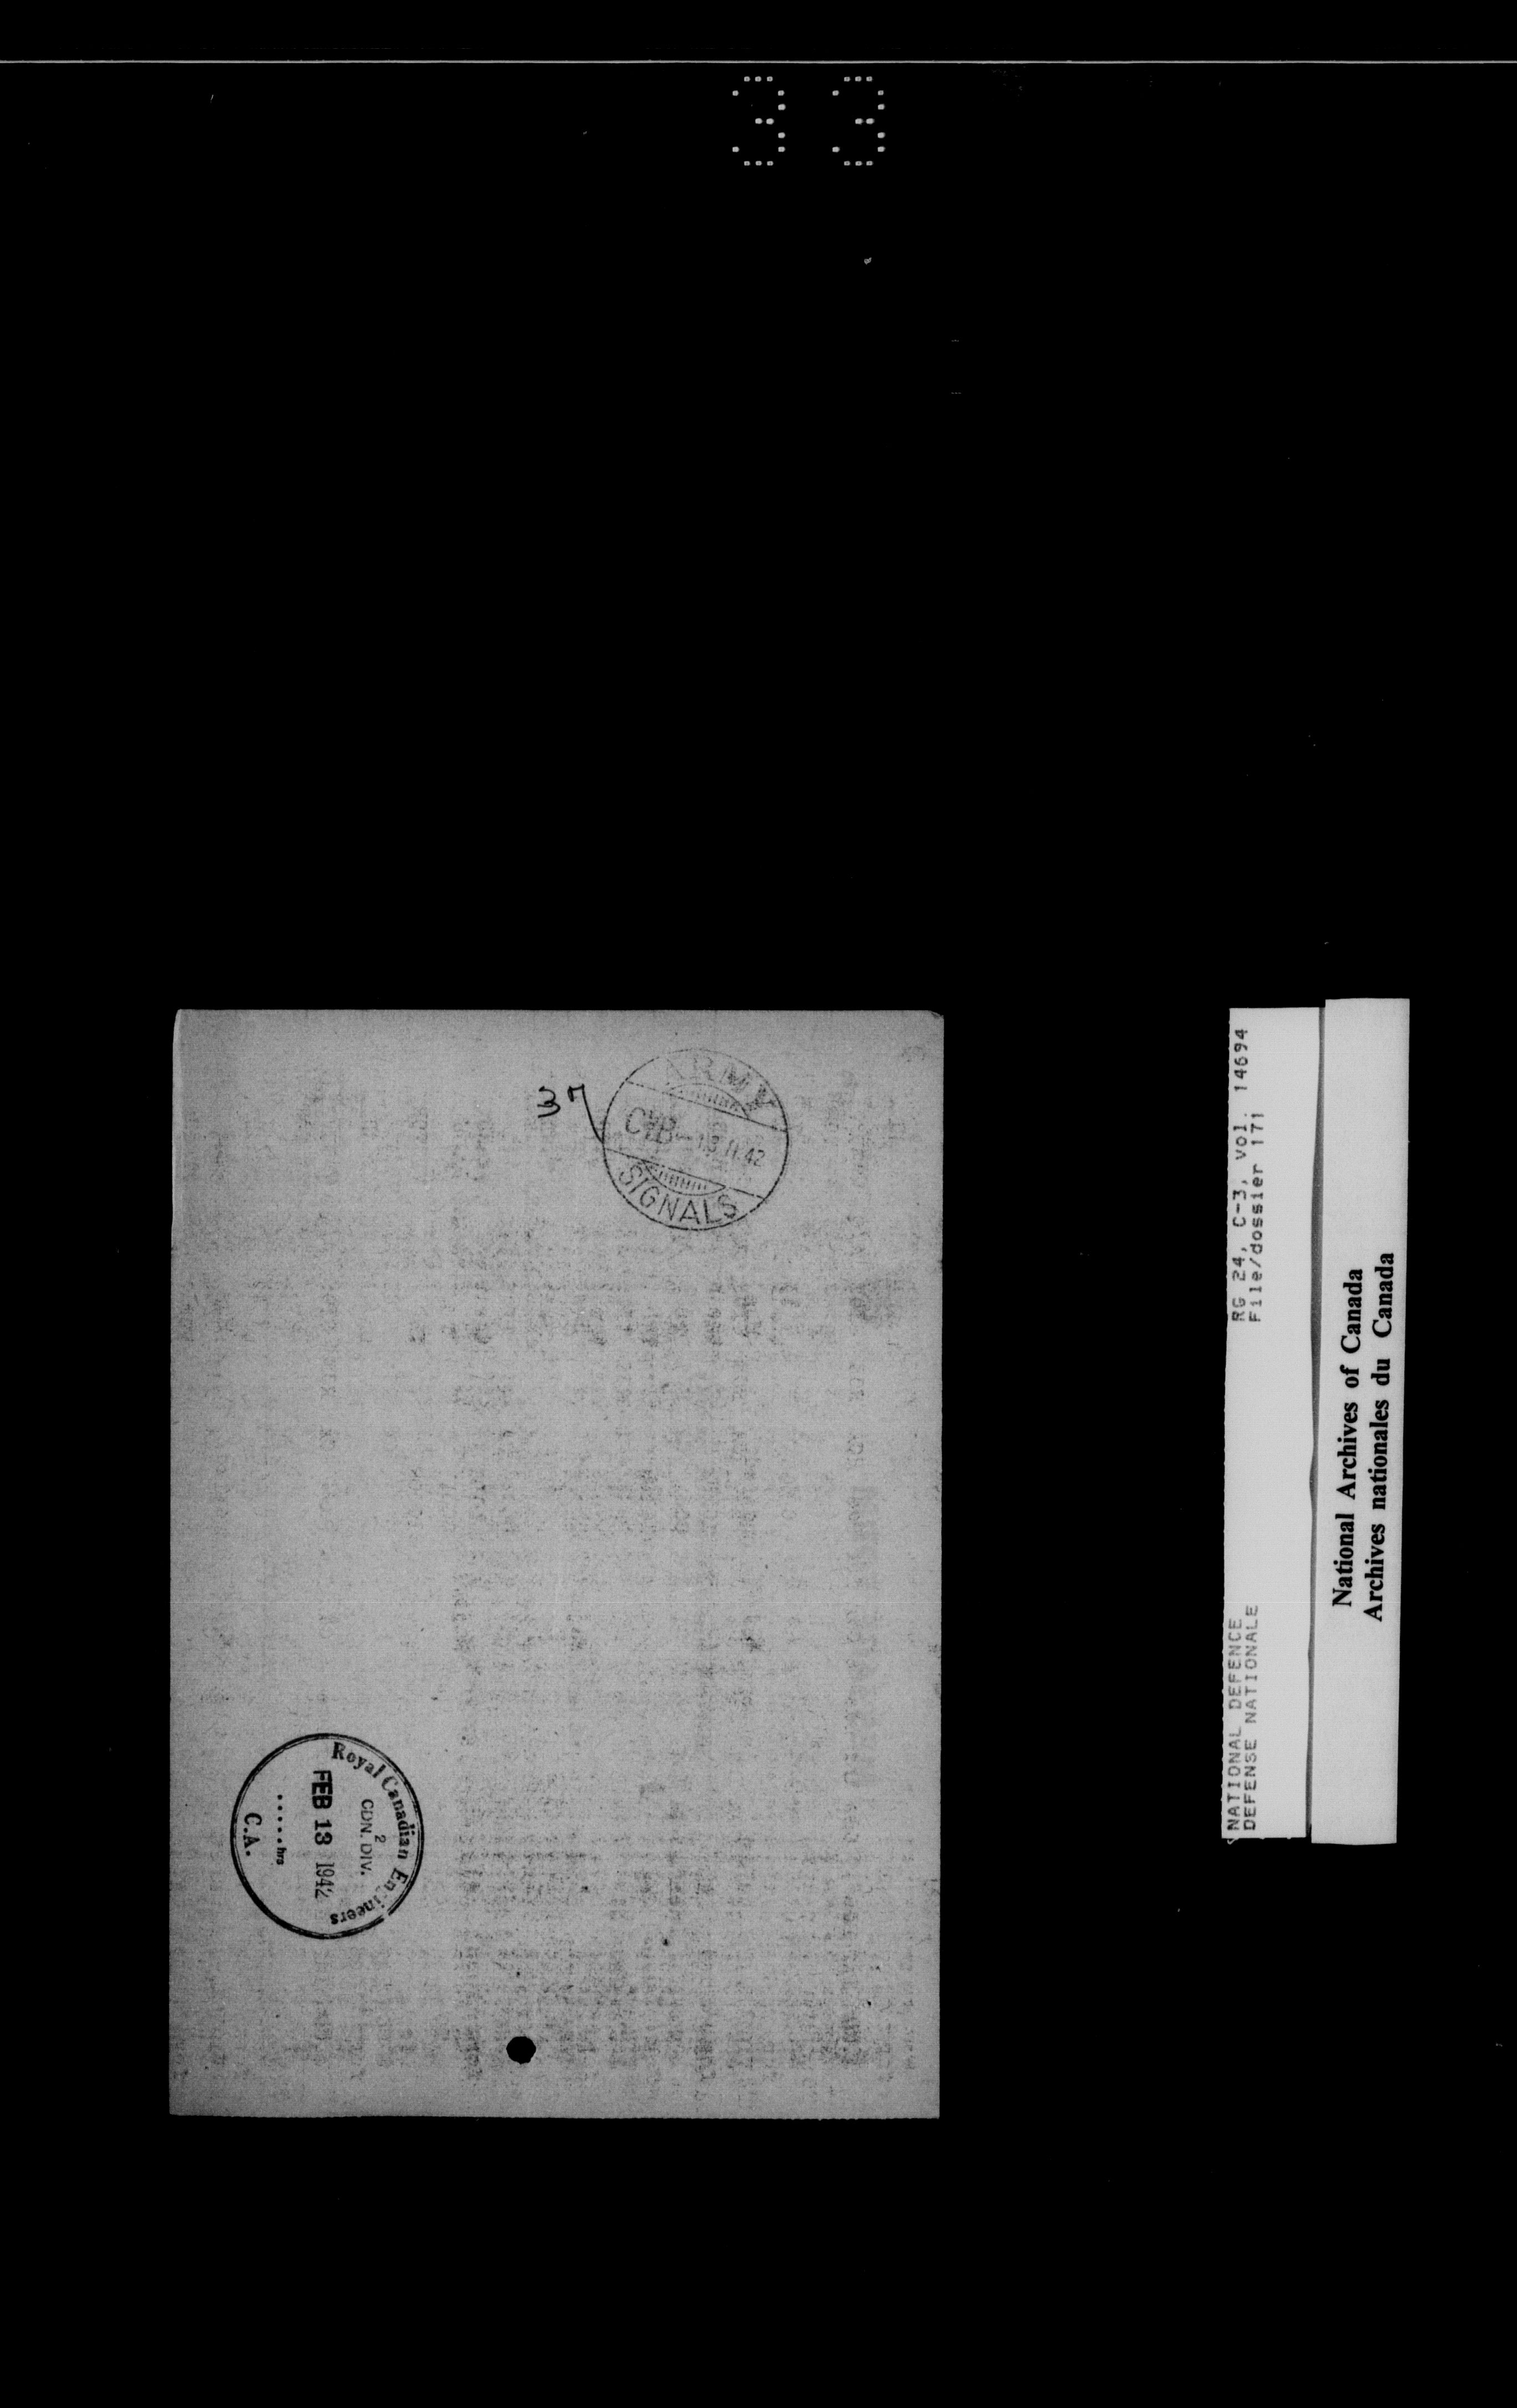 33
37
ARMY
CYB-13.II.42
SIGNALS
Royal Canadian Engineers
2
CDN. DIV.
FEB 13 1942
......hrs
C.A.
NATIONAL DEFENCE RG 24, C-3, vol. 14694
DEFENSE NATIONALE File/dossier 171
National Archives of Canada
Archives nationales du Canada